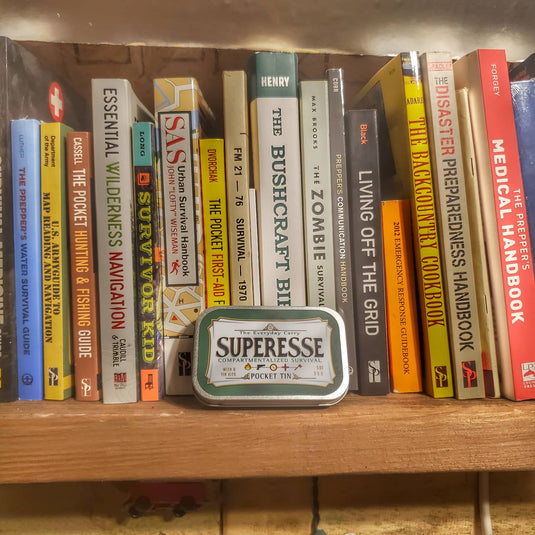 LUTHER THE PREPPER'S WATER SURVIVAL GUIDE
Department
of the Army
U.S. ARMY GUIDE TO
MAP READING AND NAVIGATION
CASSELL THE POCKET HUNTING & FISHING GUIDE
ESSENTIAL WILDERNESS NAVIGATION
CAUDILL
& TRIMBLE
LONG
SURVIVOR KID
SAS
Urban Survival Handbook
JOHN "LOFTY" WISEMAN
DVORCHAK THE POCKET FIRST-AID
FM 21 — 76 SURVIVAL — 1970
HENRY
THE BUSHCRAFT BI
MAX BROOKS THE ZOMBIE SURVIVAL
COBB PREPPER'S COMMUNICATION HANDBOOK
Black LIVING OFF THE GRID
2012 EMERGENCY RESPONSE GUIDEBOOK
THE BACKCOUNTRY COOKBOOK
THE DISASTER PREPAREDNESS HANDBOOK
FORGEY
THE PREPPER'S
MEDICAL HANDBOOK
The Everyday Carry
SUPERESSE
COMPARTMENTALIZED SURVIVAL
POCKET TIN